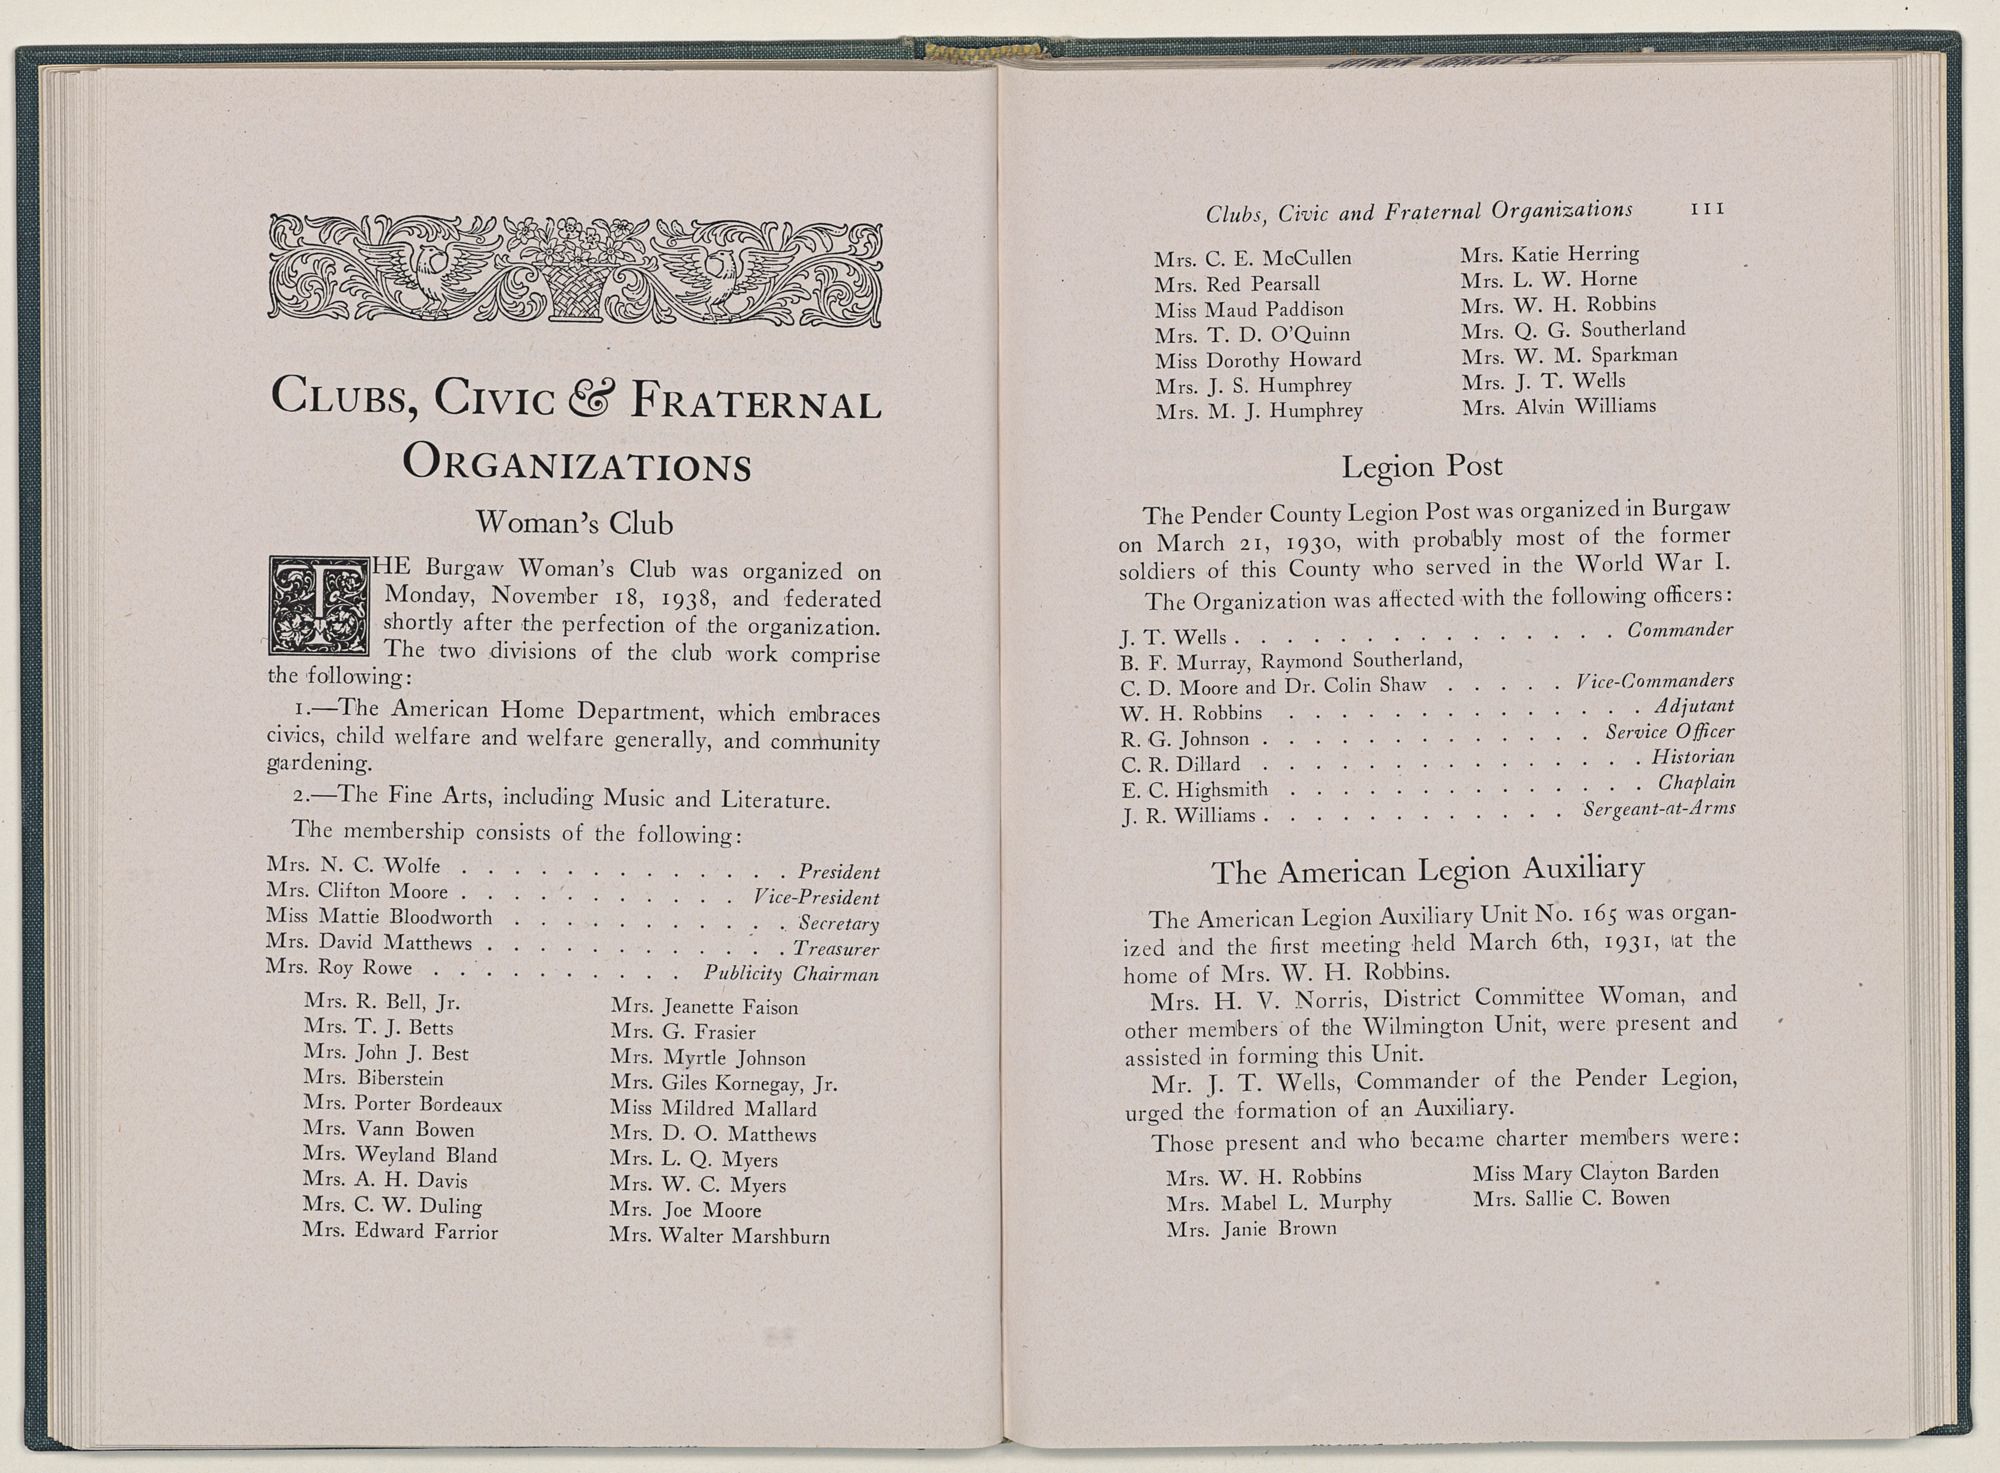 CLUBS, CIVIC & FRATERNAL
ORGANIZATIONS
Woman's Club
THE Burgaw Woman's Club was organized on
Monday, November 18, 1938, and federated
shortly after the perfection of the organization.
The two divisions of the club work comprise
the following:
1.—The American Home Department, which embraces
civics, child welfare and welfare generally, and community
gardening.
2.—The Fine Arts, including Music and Literature.
The membership consists of the following:
Mrs. N. C. Wolfe . . . . . . . . . . . . . President
Mrs. Clifton Moore . . . . . . . . . . . Vice-President
Miss Mattie Bloodworth . . . . . . . . . . . Secretary
Mrs. David Matthews . . . . . . . . . . . . Treasurer
Mrs. Roy Rowe . . . . . . . . . . Publicity Chairman
Mrs. R. Bell, Jr.
Mrs. T. J. Betts
Mrs. John J. Best
Mrs. Biberstein
Mrs. Porter Bordeaux
Mrs. Vann Bowen
Mrs. Weyland Bland
Mrs. A. H. Davis
Mrs. C. W. Duling
Mrs. Edward Farrior
Mrs. Jeanette Faison
Mrs. G. Frasier
Mrs. Myrtle Johnson
Mrs. Giles Kornegay, Jr.
Miss Mildred Mallard
Mrs. D. O. Matthews
Mrs. L. Q. Myers
Mrs. W. C. Myers
Mrs. Joe Moore
Mrs. Walter Marshburn
Clubs, Civic and Fraternal Organizations 111
Mrs. C. E. McCullen
Mrs. Red Pearsall
Miss Maud Paddison
Mrs. T. D. O'Quinn
Miss Dorothy Howard
Mrs. J. S. Humphrey
Mrs. M. J. Humphrey
Mrs. Katie Herring
Mrs. L. W. Horne
Mrs. W. H. Robbins
Mrs. Q. G. Southerland
Mrs. W. M. Sparkman
Mrs. J. T. Wells
Mrs. Alvin Williams
Legion Post
The Pender County Legion Post was organized in Burgaw
on March 21, 1930, with probably most of the former
soldiers of this County who served in the World War I.
The Organization was affected with the following officers:
J. T. Wells . . . . . . . . . . . . . . . Commander
B. F. Murray, Raymond Southerland,
C. D. Moore and Dr. Colin Shaw . . . . . Vice-Commanders
W. H. Robbins . . . . . . . . . . . . . . Adjutant
R. G. Johnson . . . . . . . . . . . . . Service Officer
C. R. Dillard . . . . . . . . . . . . . . . Historian
E. C. Highsmith . . . . . . . . . . . . . . Chaplain
J. R. Williams . . . . . . . . . . . . Sergeant-at-Arms
The American Legion Auxiliary
The American Legion Auxiliary Unit No. 165 was organ-
ized and the first meeting held March 6th, 1931, at the
home of Mrs. W. H. Robbins.
Mrs. H. V. Norris, District Committee Woman, and
other members of the Wilmington Unit, were present and
assisted in forming this Unit.
Mr. J. T. Wells, Commander of the Pender Legion,
urged the formation of an Auxiliary.
Those present and who became charter members were:
Mrs. W. H. Robbins
Mrs. Mabel L. Murphy
Mrs. Janie Brown
Miss Mary Clayton Barden
Mrs. Sallie C. Bowen